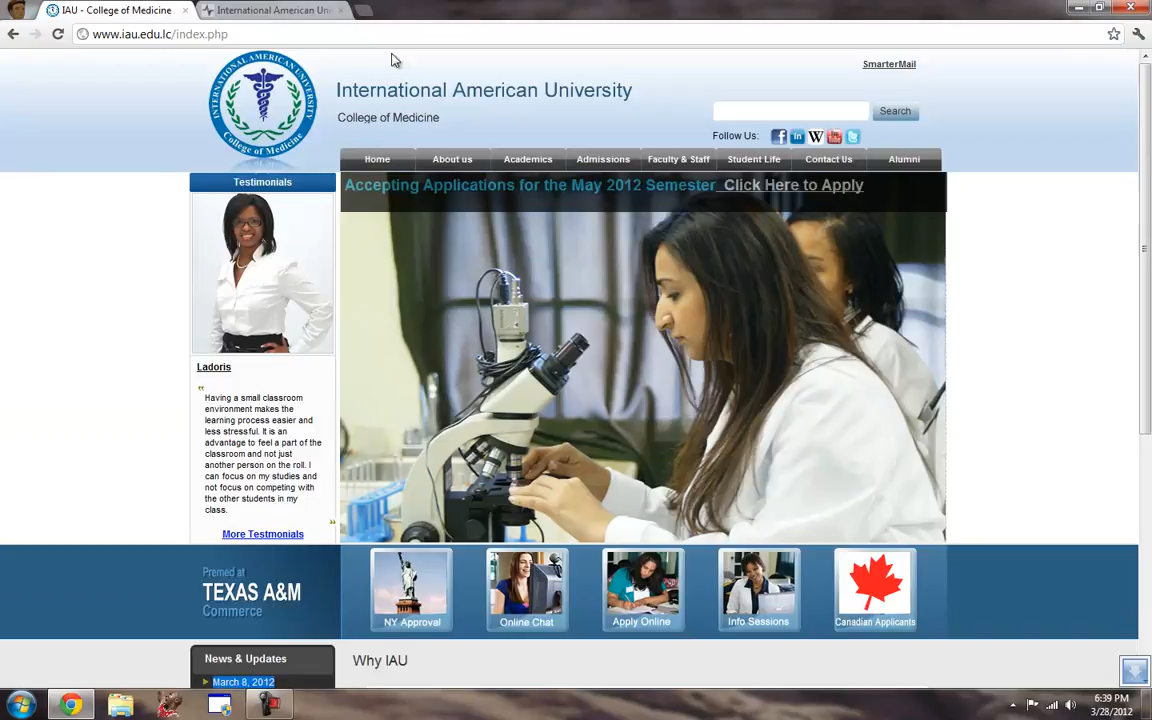 IAU - College of Medicine
International American Un
www.iau.edu.lc/index.php
SmarterMail
INTERNATIONAL AMERICAN UNIVERSITY
College of Medicine
International American University
College of Medicine
Search
Follow Us:
f in W You Tube t
Home About us Academics Admissions Faculty & Staff Student Life Contact Us Alumni
Testimonials
Accepting Applications for the May 2012 Semester Click Here to Apply
Ladoris
" Having a small classroom
environment makes the
learning process easier and
less stressful. It is an
advantage to feel a part of the
classroom and not just
another person on the roll. I
can focus on my studies and
not focus on competing with
the other students in my
class. "
More Testmonials
Premed at
TEXAS A&M
Commerce
NY Approval
Online Chat
Apply Online
Info Sessions
Canadian Applicants
News & Updates
March 8, 2012
Why IAU
6:39 PM
3/28/2012